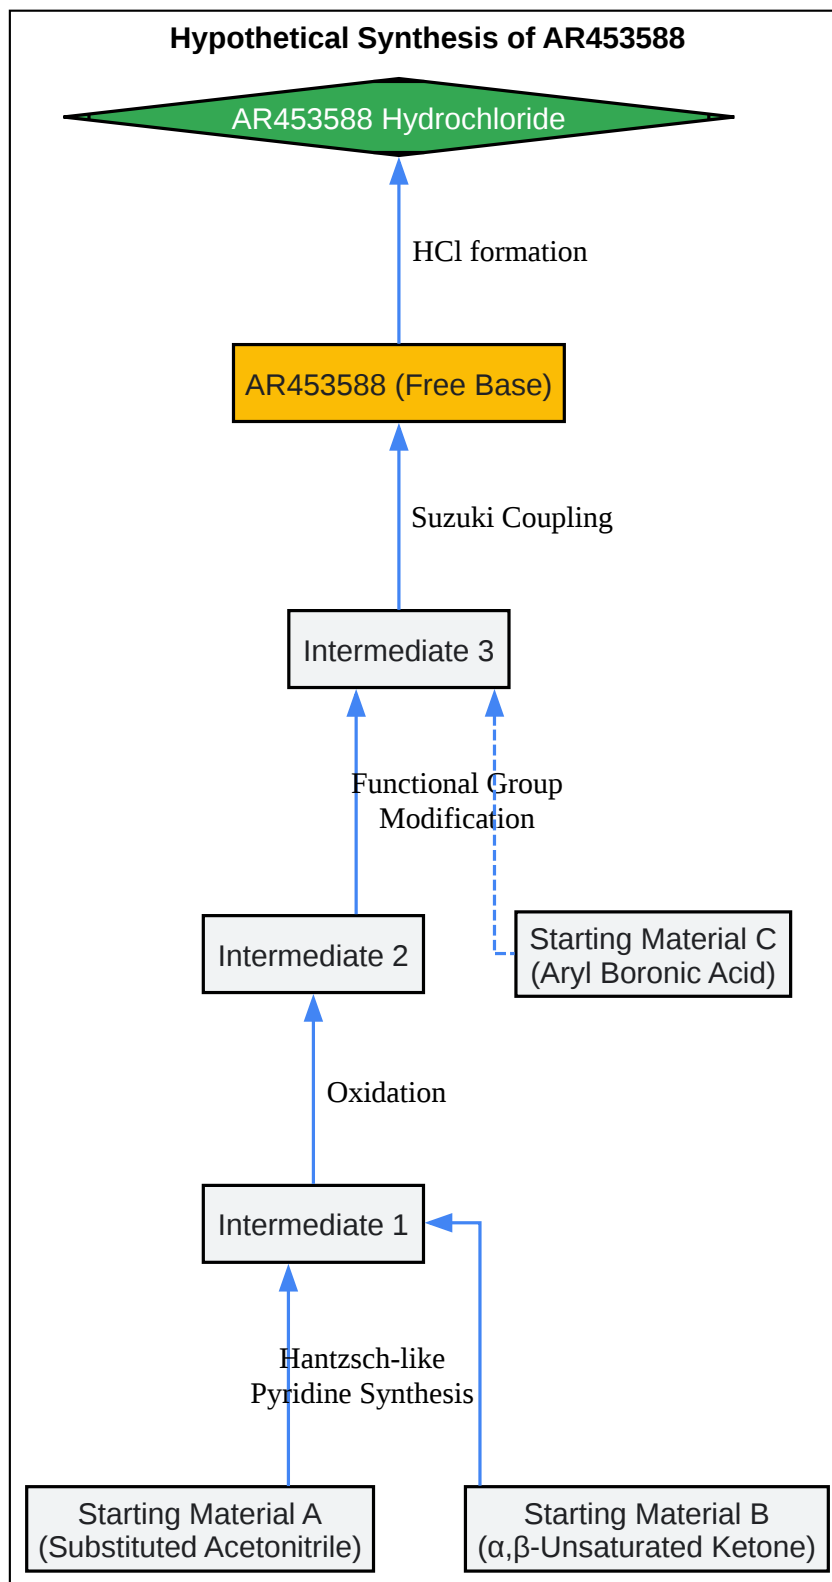 Hypothetical Synthesis of AR453588
AR453588 Hydrochloride
HCl formation
AR453588 (Free Base)
Suzuki Coupling
Intermediate 3
Functional Group
Modification
Intermediate 2
Starting Material C
(Aryl Boronic Acid)
Oxidation
Intermediate 1
Hantzsch-like
Pyridine Synthesis
Starting Material A
(Substituted Acetonitrile)
Starting Material B
(α,β-Unsaturated Ketone)